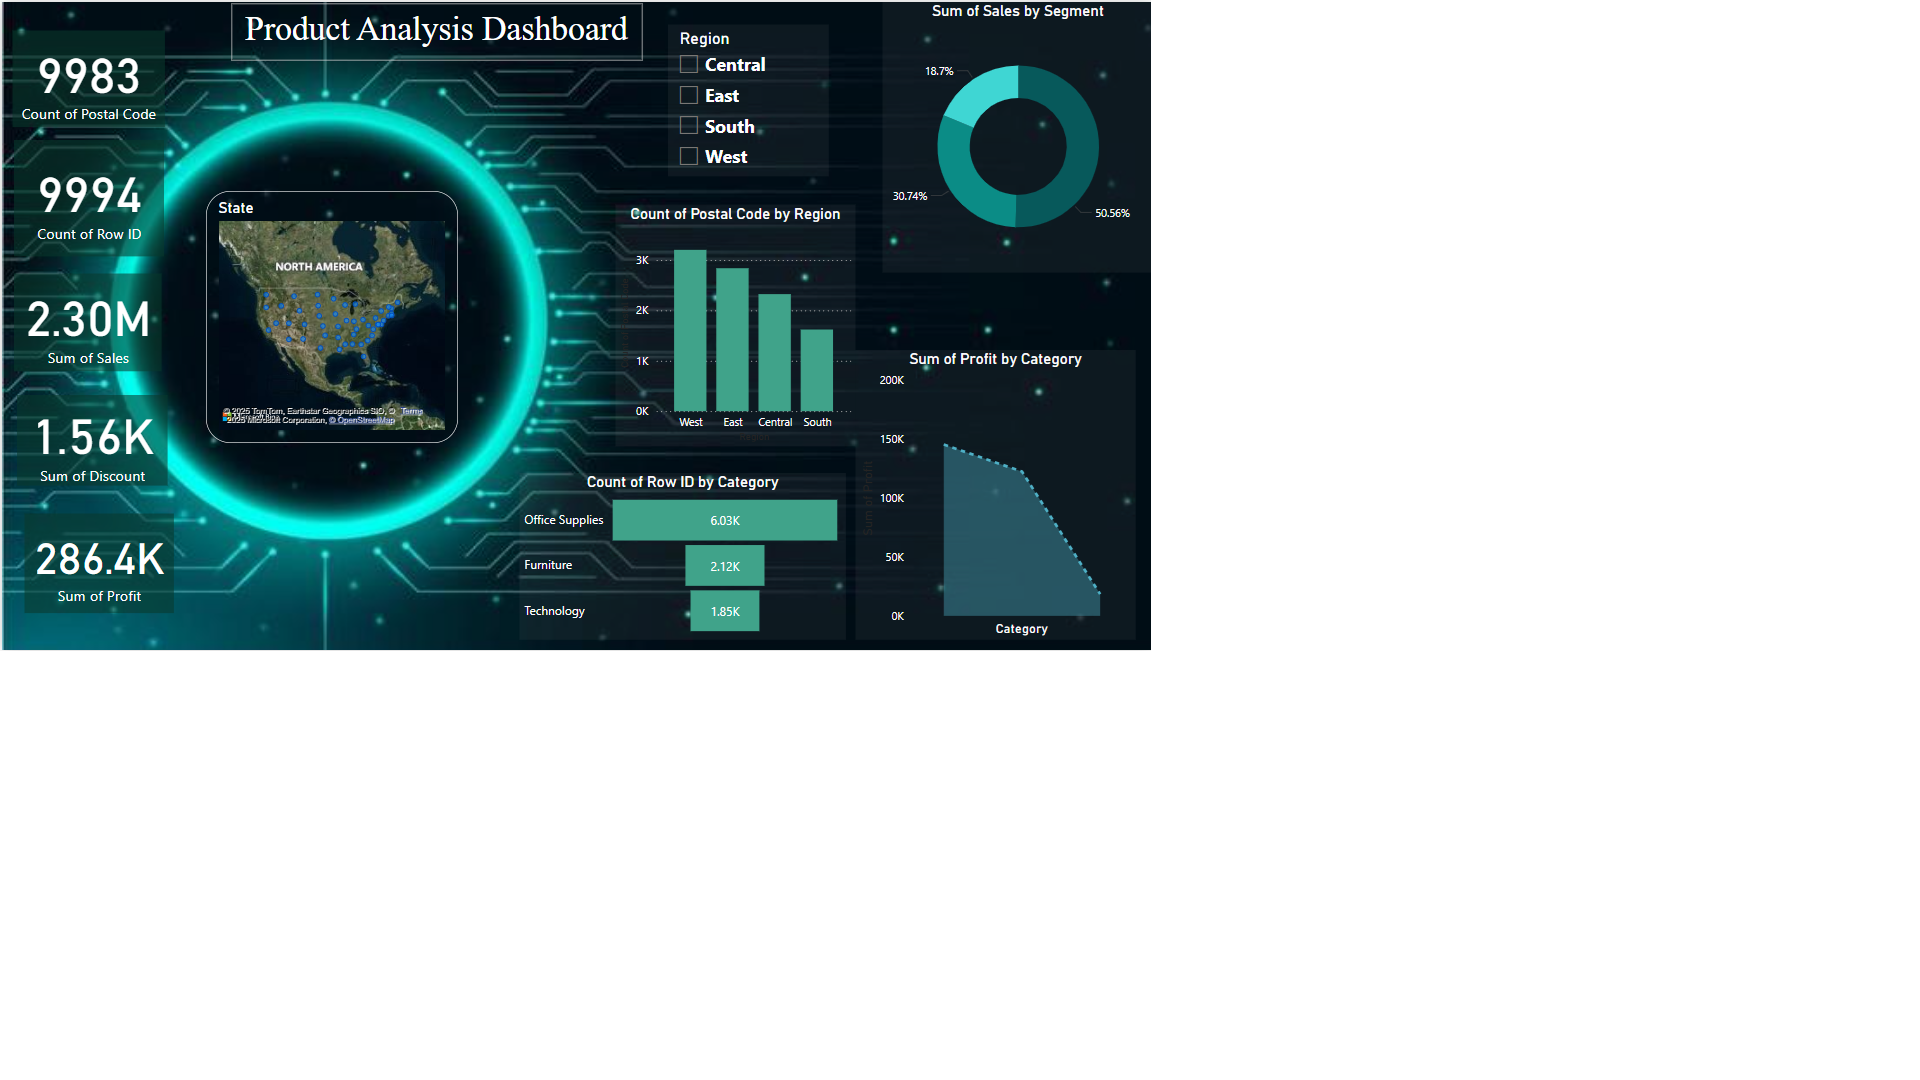 Product Analysis Dashboard
9983
Count of Postal Code
9994
Count of Row ID
2.30M
Sum of Sales
1.56K
Sum of Discount
286.4K
Sum of Profit
State
NORTH AMERICA
© 2025 TomTom, Earthstar Geographics SIO, © Terms
2025 Microsoft Corporation, © OpenStreetMap
Region
Central
East
South
West
Count of Postal Code by Region
3K
2K
1K
0K
West East Central South
Count of Row ID by Category
Office Supplies 6.03K
Furniture 2.12K
Technology 1.85K
Sum of Sales by Segment
18.7%
30.74%
50.56%
Sum of Profit by Category
200K
150K
100K
50K
0K
Sum of Profit
Category